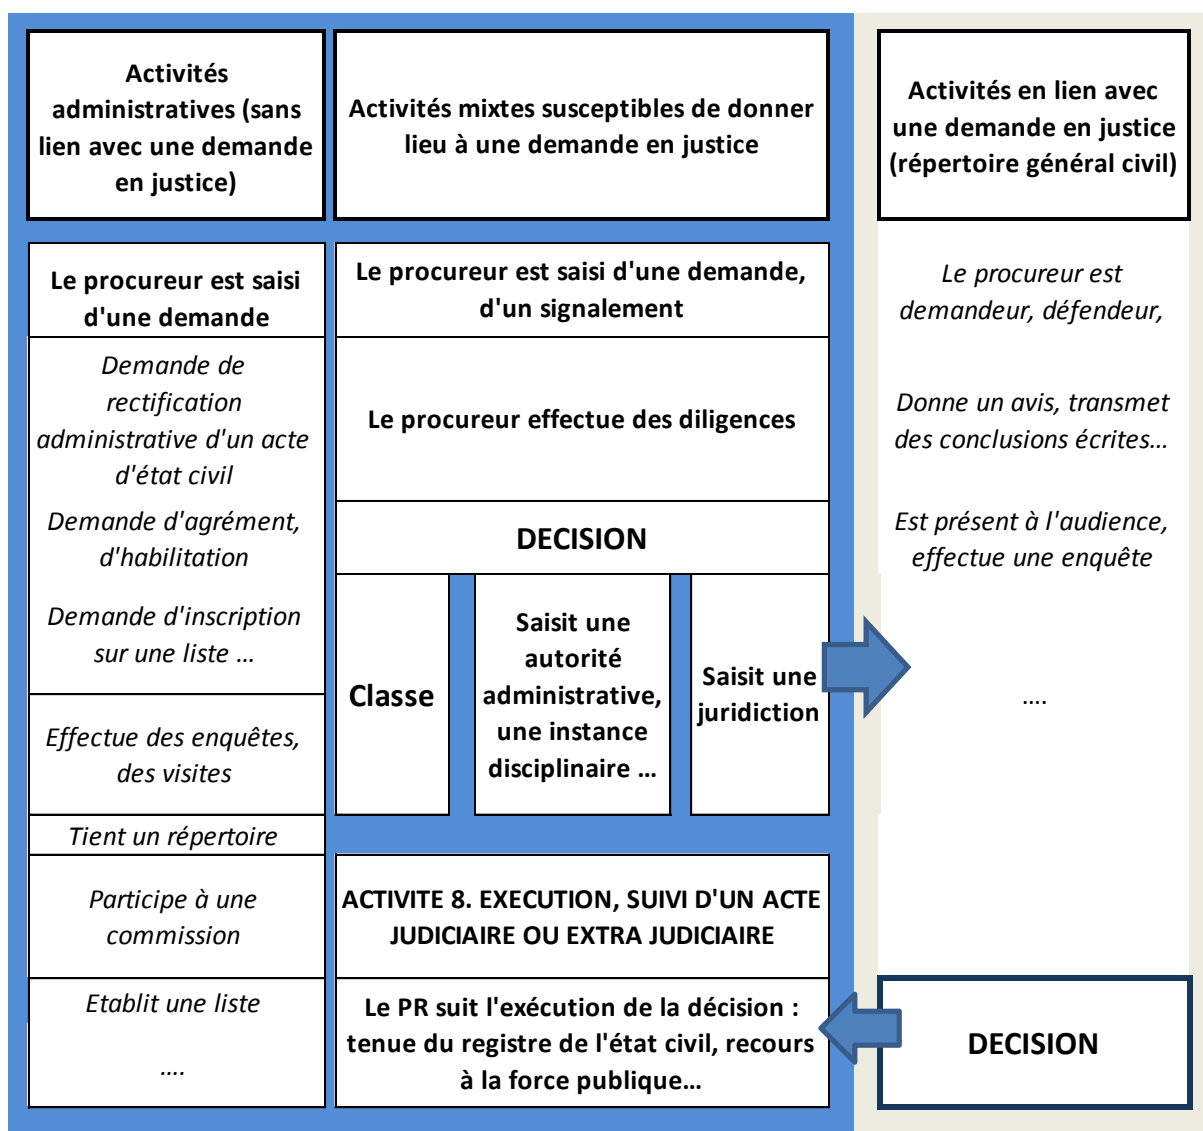 Activités
administratives (sans
lien avec une demande
en justice)
Activités mixtes susceptibles de donner
lieu à une demande en justice
Activités en lien avec
une demande en justice
(répertoire général civil)
Le procureur est saisi
d'une demande
Demande de
rectification
administrative d'un acte
d'état civil
Demande d'agrément,
d'habilitation
Demande d'inscription
sur une liste …
Effectue des enquêtes,
des visites
Tient un répertoire
Participe à une
commission
Etablit une liste
….
Le procureur est saisi d'une demande,
d'un signalement
Le procureur effectue des diligences
DECISION
Classe
Saisit une
autorité
administrative,
une instance
disciplinaire …
Saisit une
juridiction
ACTIVITE 8. EXECUTION, SUIVI D'UN ACTE
JUDICIAIRE OU EXTRA JUDICIAIRE
Le PR suit l'exécution de la décision :
tenue du registre de l'état civil, recours
à la force publique…
Le procureur est
demandeur, défendeur,
Donne un avis, transmet
des conclusions écrites…
Est présent à l'audience,
effectue une enquête
….
DECISION